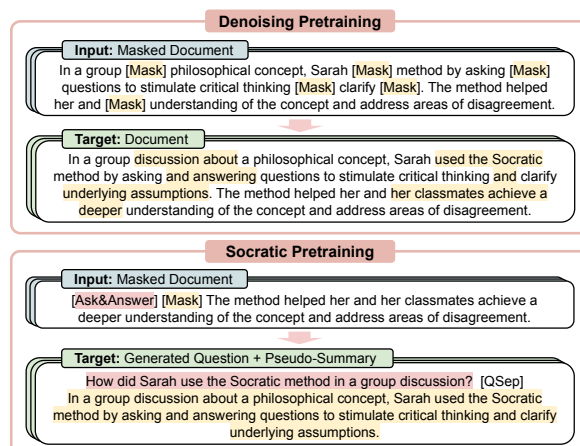 Denoising Pretraining
Input: Masked Document
In a group [Mask] philosophical concept, Sarah [Mask] method by asking [Mask]
questions to stimulate critical thinking [Mask] clarify [Mask]. The method helped
her and [Mask] understanding of the concept and address areas of disagreement.
Target: Document
In a group discussion about a philosophical concept, Sarah used the Socratic
method by asking and answering questions to stimulate critical thinking and clarify
underlying assumptions. The method helped her and her classmates achieve a
deeper understanding of the concept and address areas of disagreement.
Socratic Pretraining
Input: Masked Document
[Ask&Answer] [Mask] The method helped her and her classmates achieve a
deeper understanding of the concept and address areas of disagreement.
Target: Generated Question + Pseudo-Summary
How did Sarah use the Socratic method in a group discussion? [QSep]
In a group discussion about a philosophical concept, Sarah used the Socratic
method by asking and answering questions to stimulate critical thinking and clarify
underlying assumptions.